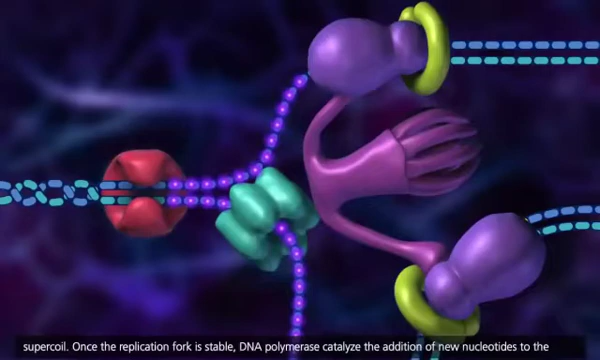 supercoil. Once the replication fork is stable, DNA polymerase catalyze the addition of new nucleotides to the